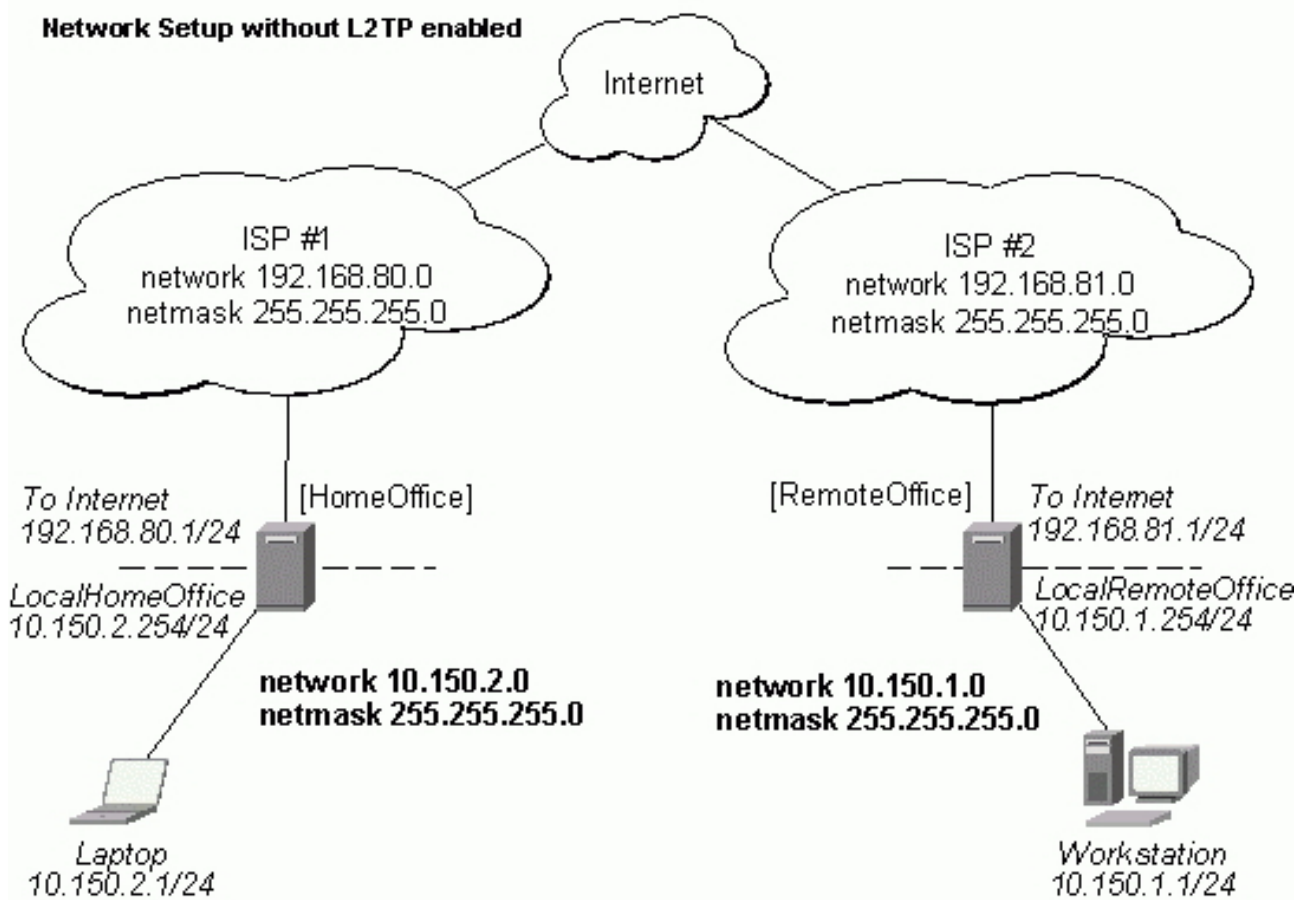 Network Setup without L2TP enabled
Internet
ISP #1
network 192.168.80.0
netmask 255.255.255.0
ISP #2
network 192.168.81.0
netmask 255.255.255.0
To Internet
192.168.80.1/24
[HomeOffice]
[RemoteOffice]
To Internet
192.168.81.1/24
LocalHomeOffice
10.150.2.254/24
LocalRemoteOffice
10.150.1.254/24
network 10.150.2.0
netmask 255.255.255.0
network 10.150.1.0
netmask 255.255.255.0
Laptop
10.150.2.1/24
Workstation
10.150.1.1/24